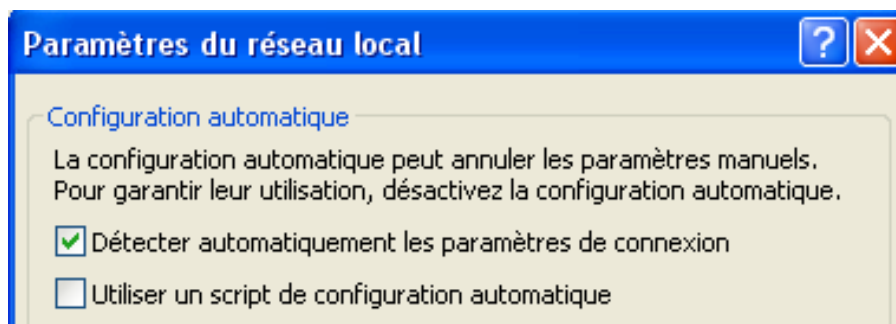 Paramètres du réseau local
Configuration automatique
La configuration automatique peut annuler les paramètres manuels.
Pour garantir leur utilisation, désactivez la configuration automatique.
Détecter automatiquement les paramètres de connexion
Utiliser un script de configuration automatique